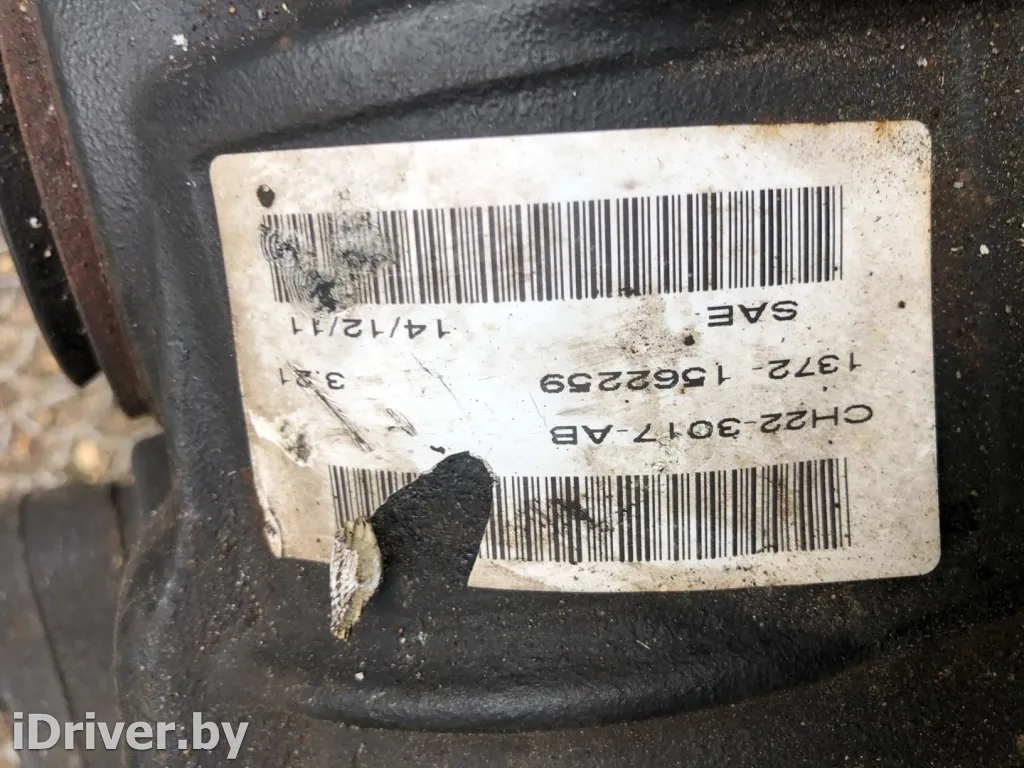 CH22-3017-AB
1372- 1562259 3.21
SAE 14/12/11
iDriver.by